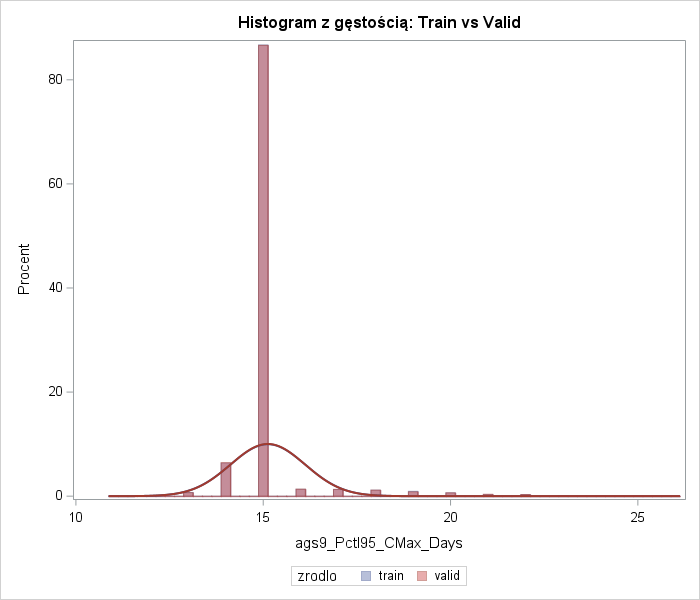 Histogram z gęstością: Train vs Valid
Procent
80
60
40
20
0
10 15 20 25
ags9_Pctl95_CMax_Days
zrodlo train valid